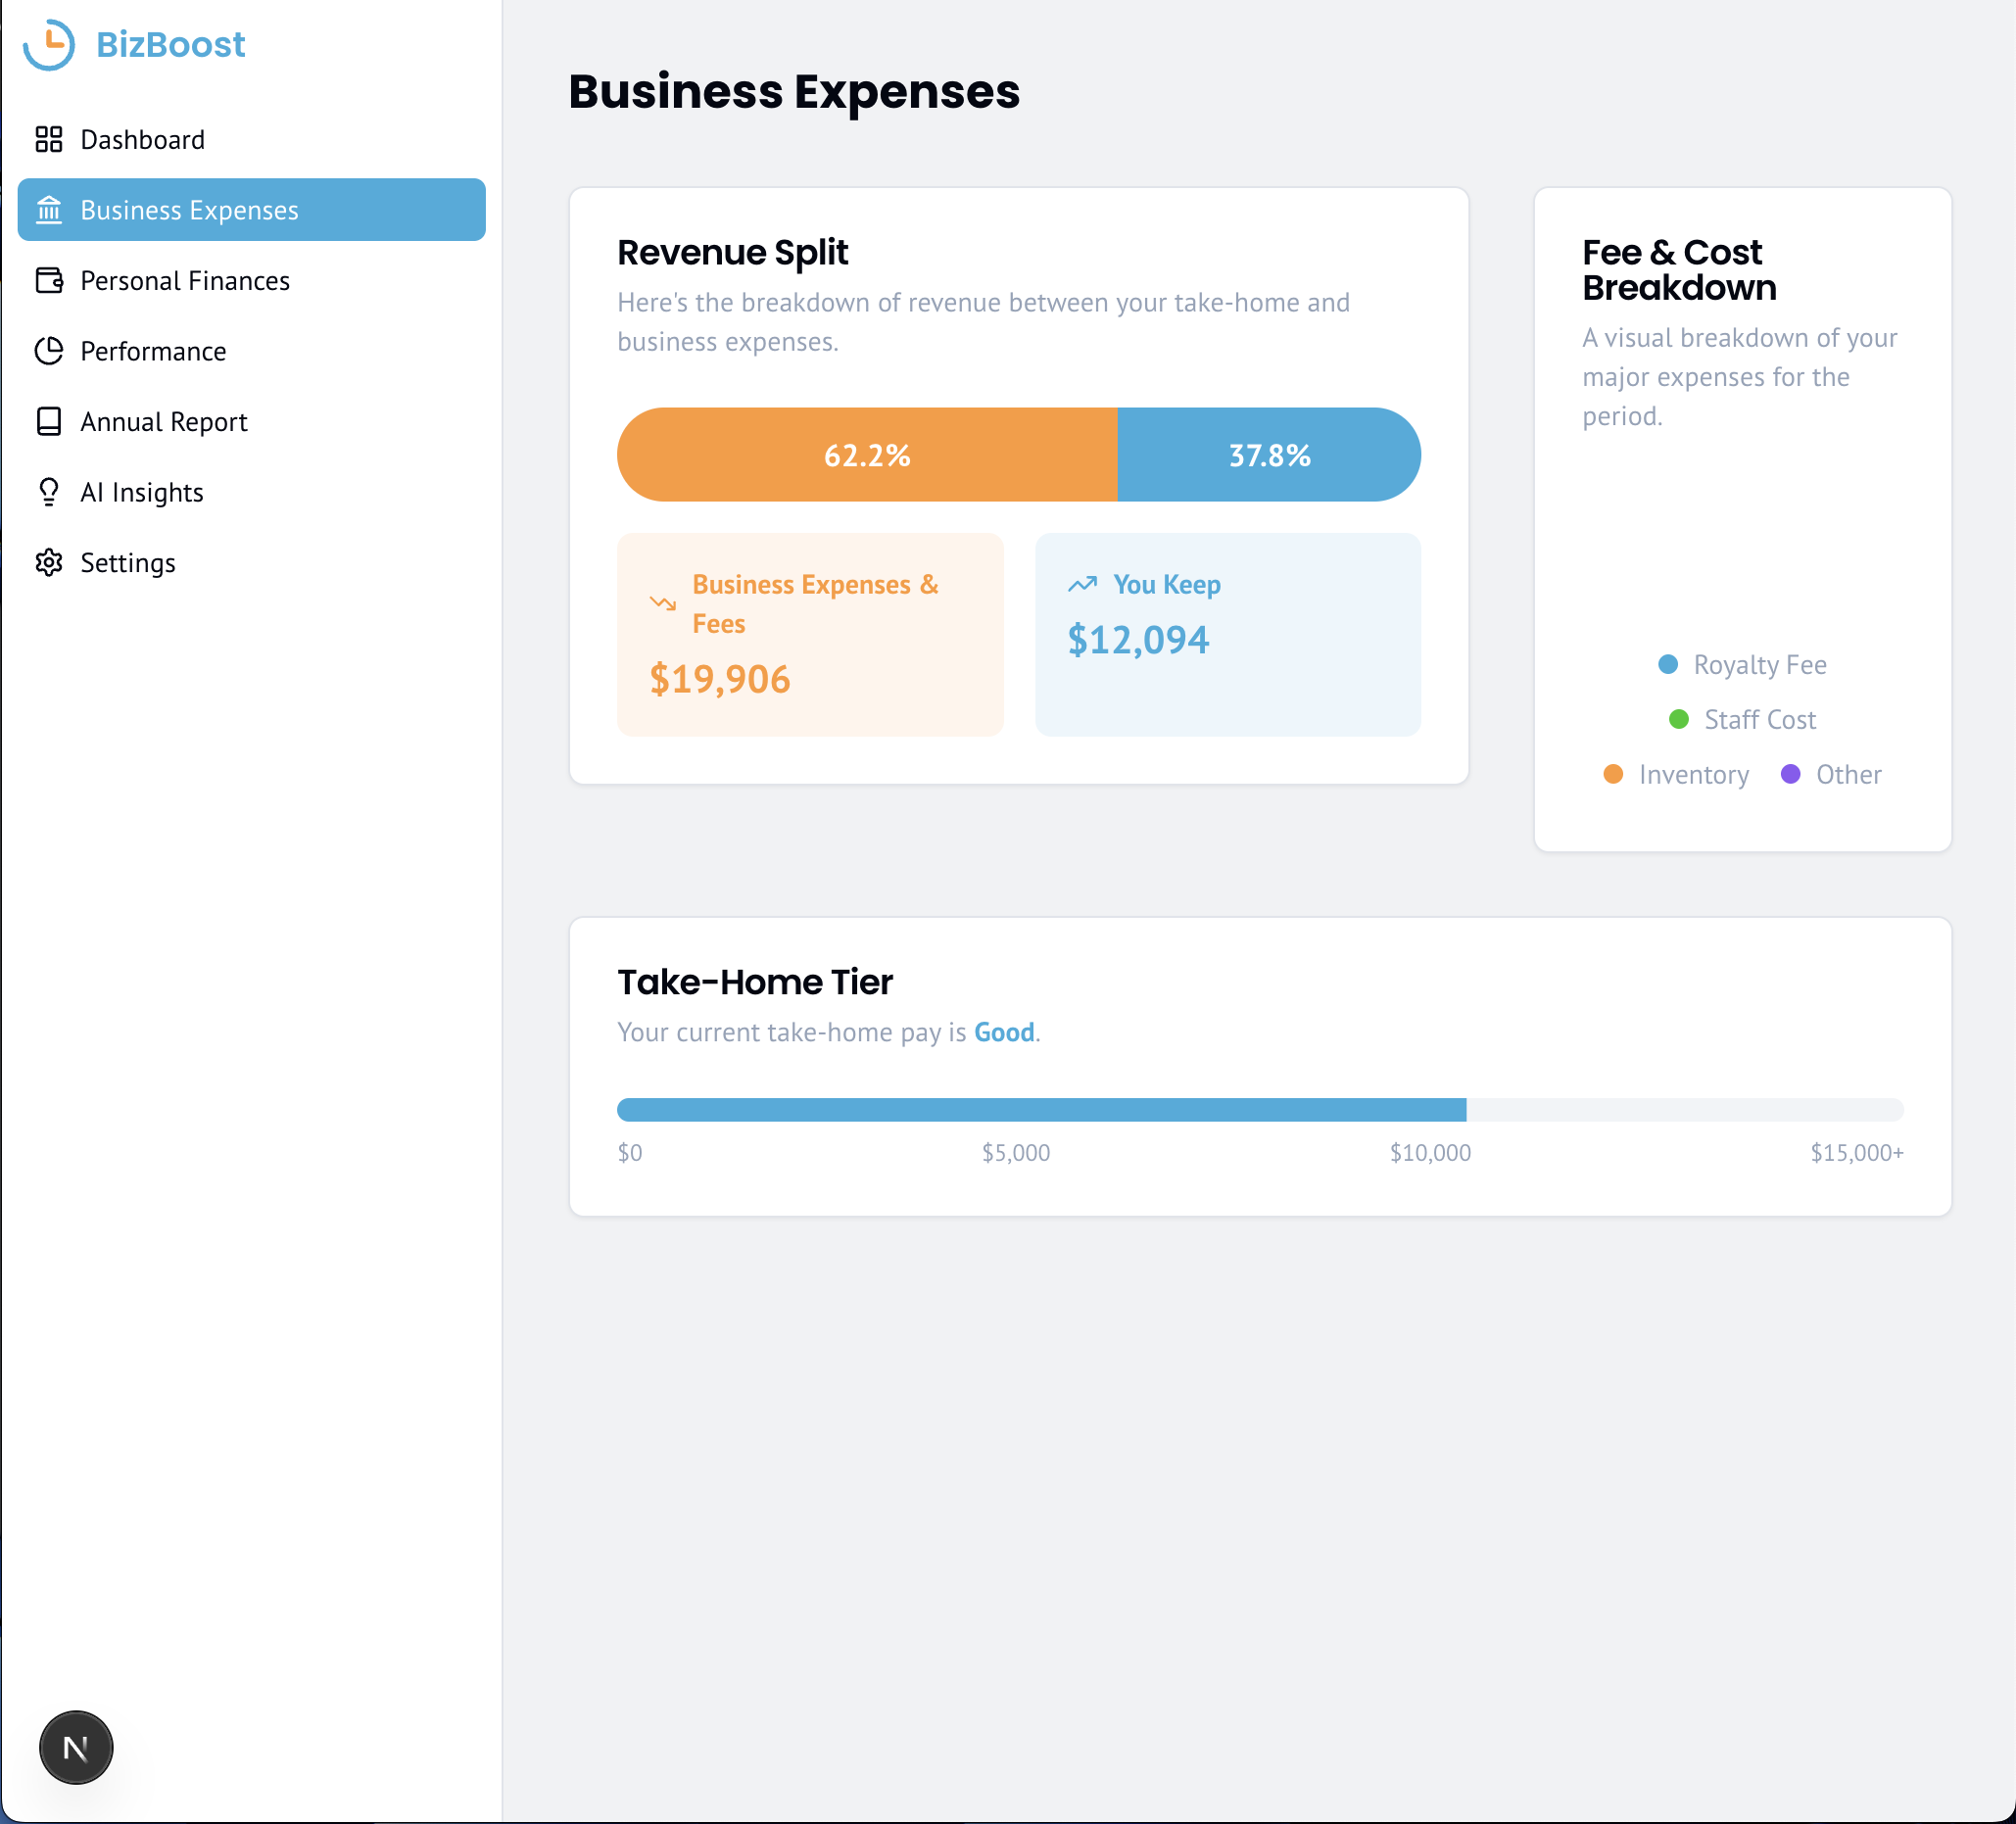 BizBoost
Dashboard
Business Expenses
Personal Finances
Performance
Annual Report
AI Insights
Settings
N
Business Expenses
Revenue Split
Here's the breakdown of revenue between your take-home and
business expenses.
62.2%
37.8%
Business Expenses &
Fees
$19,906
You Keep
$12,094
Fee & Cost
Breakdown
A visual breakdown of your
major expenses for the
period.
Royalty Fee
Staff Cost
Inventory
Other
Take-Home Tier
Your current take-home pay is Good.
$0
$5,000
$10,000
$15,000+